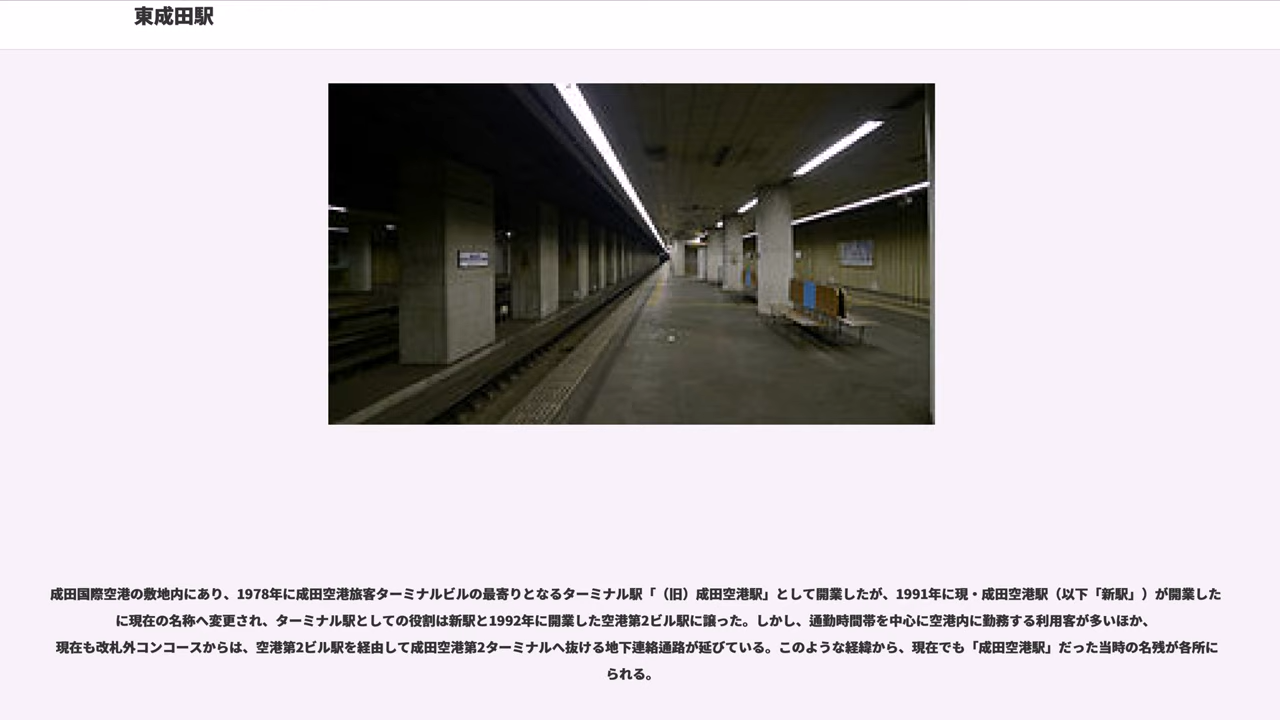 東成田駅
成田国際空港の敷地内にあり、1978年に成田空港旅客ターミナルビルの最寄りとなるターミナル駅「（旧）成田空港駅」として開業したが、1991年に現・成田空港駅（以下「新駅」）が開業した
に現在の名称へ変更され、ターミナル駅としての役割は新駅と1992年に開業した空港第2ビル駅に譲った。しかし、通勤時間帯を中心に空港内に勤務する利用客が多いほか、
現在も改札外コンコースからは、空港第2ビル駅を経由して成田空港第2ターミナルへ抜ける地下連絡通路が延びている。このような経緯から、現在でも「成田空港駅」だった当時の名残が各所に
られる。